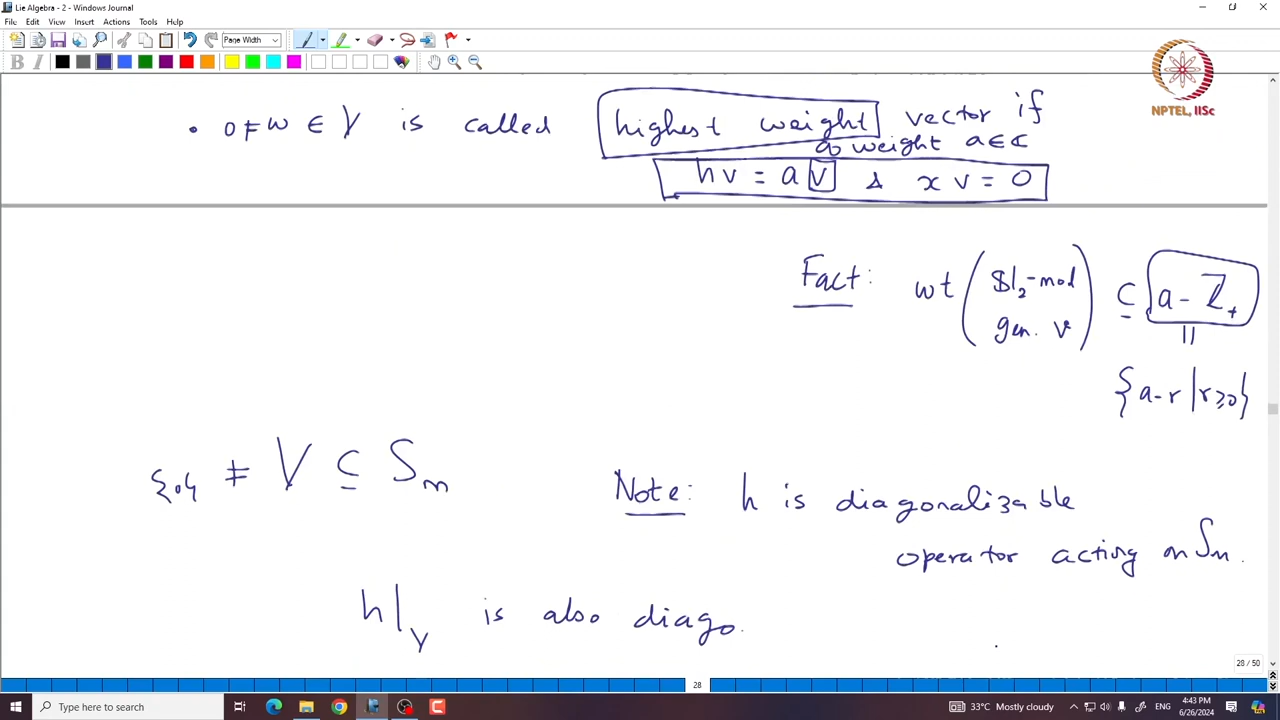 Lie Algebra - 2 - Windows Journal
File Edit View Insert Actions Tools Help
Page Width
NPTEL, IISc
• 0 ≠ w ∈ V is called highest weight vector if
weight a ∈ ℂ
hv = a v & x v = 0
Fact: wt (sl₂-mod gen. v) ⊆ a - ℤ₊
||
{a-r | r≥0}
{0} ≠ V ⊆ Sₘ
Note: h is diagonalizable
operator acting on Sₘ.
h|_V is also diago.
28 / 50
28
Type here to search
33°C Mostly cloudy
ENG
4:43 PM
6/26/2024